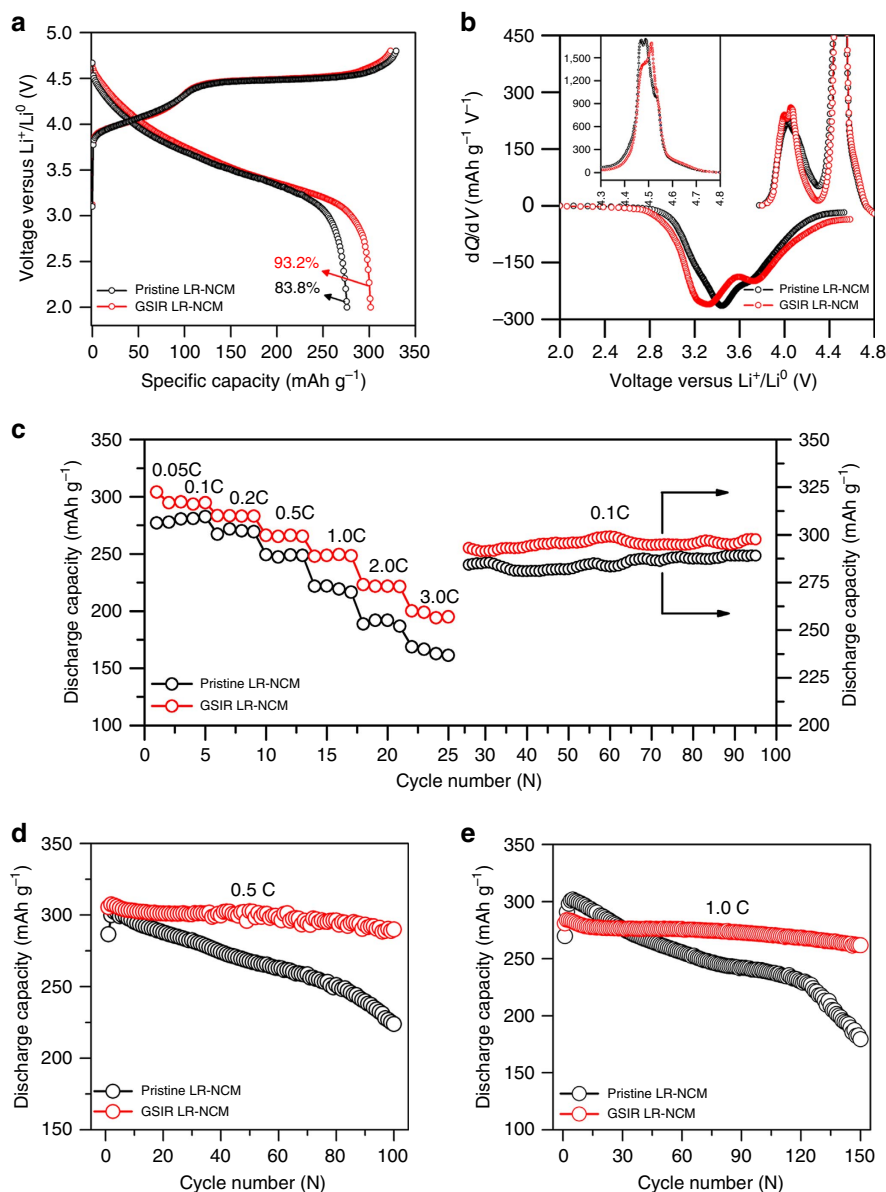 a
5.0
4.5
4.0
3.5
3.0
2.5
2.0
Voltage versus Li⁺/Li⁰ (V)
93.2%
83.8%
Pristine LR-NCM
GSIR LR-NCM
0 50 100 150 200 250 300 350
Specific capacity (mAh g⁻¹)
b
450
300
150
0
−150
−300
dQ/dV (mAh g⁻¹ V⁻¹)
1,500
1,200
900
600
300
0
4.3 4.4 4.5 4.6 4.7 4.8
Pristine LR-NCM
GSIR LR-NCM
2.0 2.4 2.8 3.2 3.6 4.0 4.4 4.8
Voltage versus Li⁺/Li⁰ (V)
c
350
300
250
200
150
100
Discharge capacity (mAh g⁻¹)
0.05C
0.1C
0.2C
0.5C
1.0C
2.0C
3.0C
0.1C
Pristine LR-NCM
GSIR LR-NCM
350
325
300
275
250
225
200
Discharge capacity (mAh g⁻¹)
0 5 10 15 20 25 30 40 50 60 70 80 90 100
Cycle number (N)
d
350
300
250
200
150
Discharge capacity (mAh g⁻¹)
0.5 C
Pristine LR-NCM
GSIR LR-NCM
0 20 40 60 80 100
Cycle number (N)
e
350
300
250
200
150
100
Discharge capacity (mAh g⁻¹)
1.0 C
Pristine LR-NCM
GSIR LR-NCM
0 30 60 90 120 150
Cycle number (N)